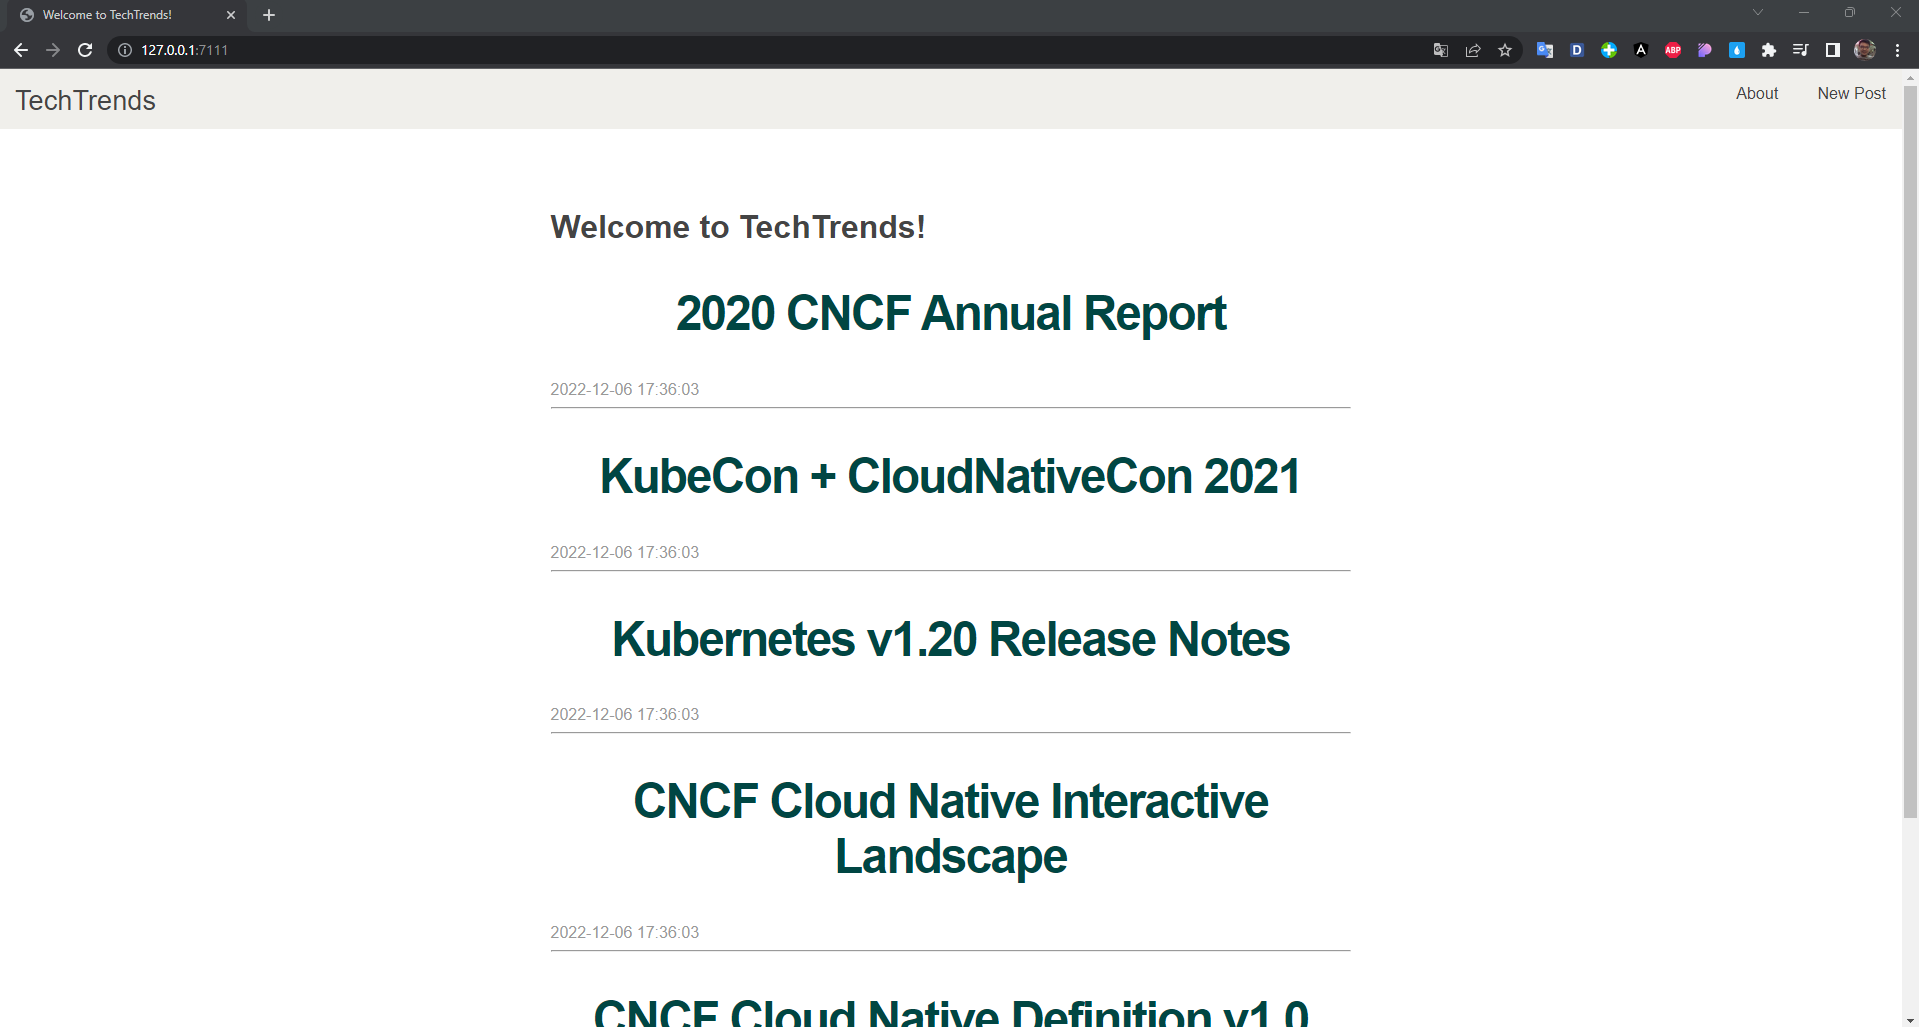 Welcome to TechTrends!
127.0.0.1:7111
ABP
TechTrends
About
New Post
Welcome to TechTrends!
2020 CNCF Annual Report
2022-12-06 17:36:03
KubeCon + CloudNativeCon 2021
2022-12-06 17:36:03
Kubernetes v1.20 Release Notes
2022-12-06 17:36:03
CNCF Cloud Native Interactive
Landscape
2022-12-06 17:36:03
CNCF Cloud Native Definition v1.0